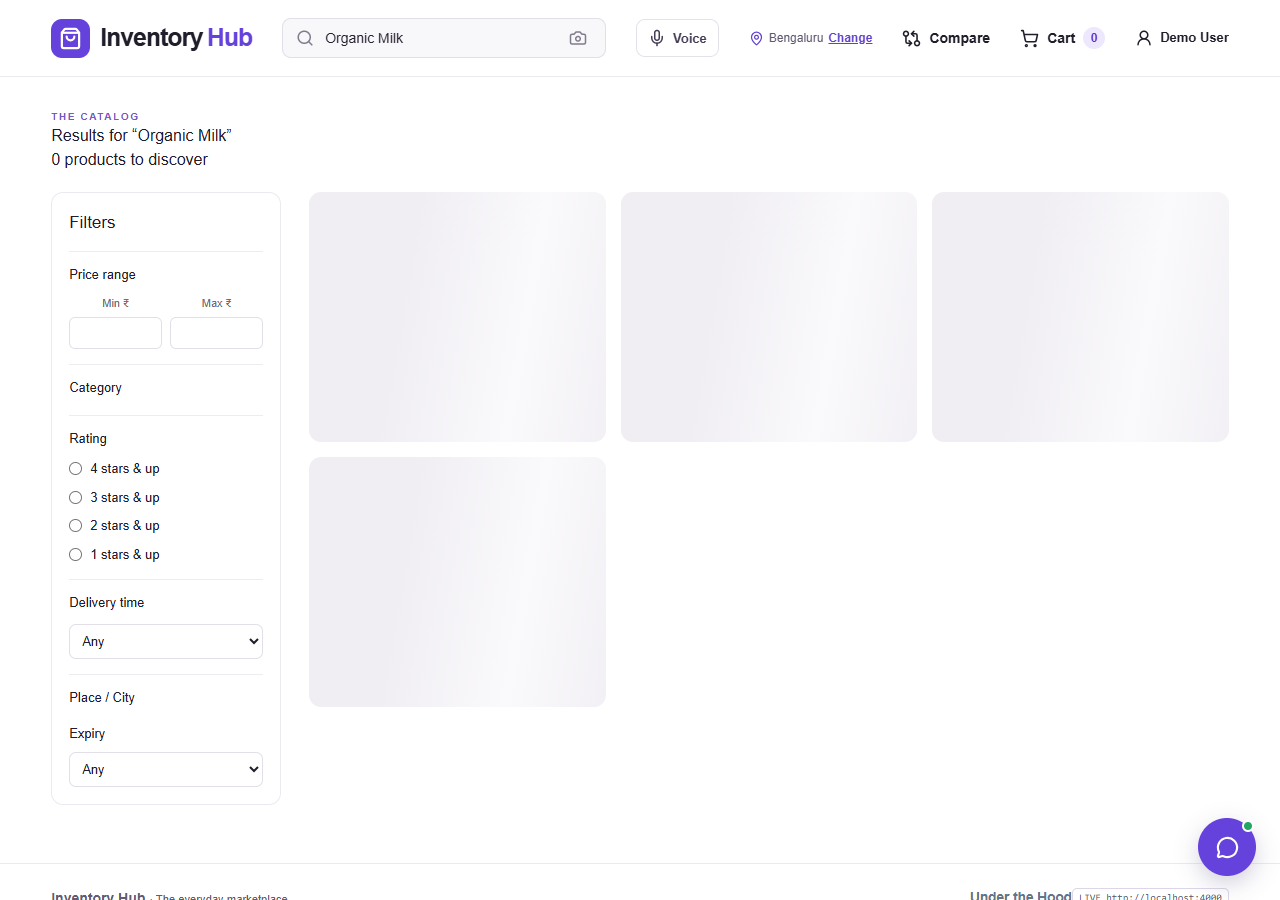 Inventory Hub
Organic Milk
Voice
Bengaluru Change
Compare
Cart 0
Demo User
THE CATALOG
Results for “Organic Milk”
0 products to discover
Filters
Price range
Min ₹ Max ₹
Category
Rating
4 stars & up
3 stars & up
2 stars & up
1 stars & up
Delivery time
Any
Place / City
Expiry
Any
Inventory Hub · The everyday marketplace
Under the Hood LIVE http://localhost:4000